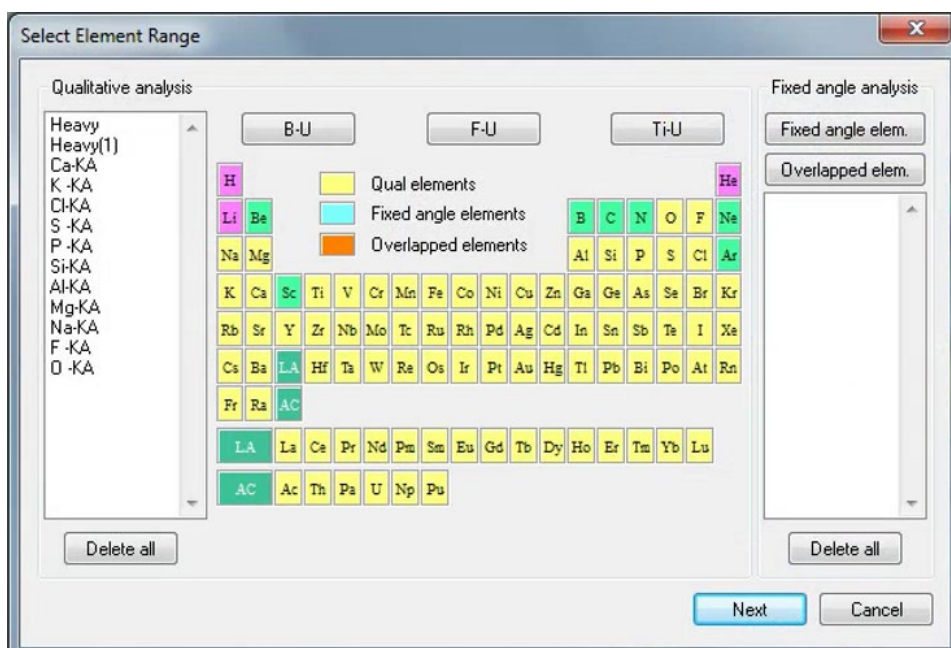 Select Element Range
Qualitative analysis
Heavy
Heavy(1)
Ca-KA
K -KA
Cl-KA
S -KA
P -KA
Si-KA
Al-KA
Mg-KA
Na-KA
F -KA
O -KA
Delete all
B-U F-U Ti-U
Qual elements
Fixed angle elements
Overlapped elements
H He
Li Be B C N O F Ne
Na Mg Al Si P S Cl Ar
K Ca Sc Ti V Cr Mn Fe Co Ni Cu Zn Ga Ge As Se Br Kr
Rb Sr Y Zr Nb Mo Tc Ru Rh Pd Ag Cd In Sn Sb Te I Xe
Cs Ba LA Hf Ta W Re Os Ir Pt Au Hg Tl Pb Bi Po At Rn
Fr Ra AC
LA La Ce Pr Nd Pm Sm Eu Gd Tb Dy Ho Er Tm Yb Lu
AC Ac Th Pa U Np Pu
Fixed angle analysis
Fixed angle elem.
Overlapped elem.
Delete all
Next Cancel